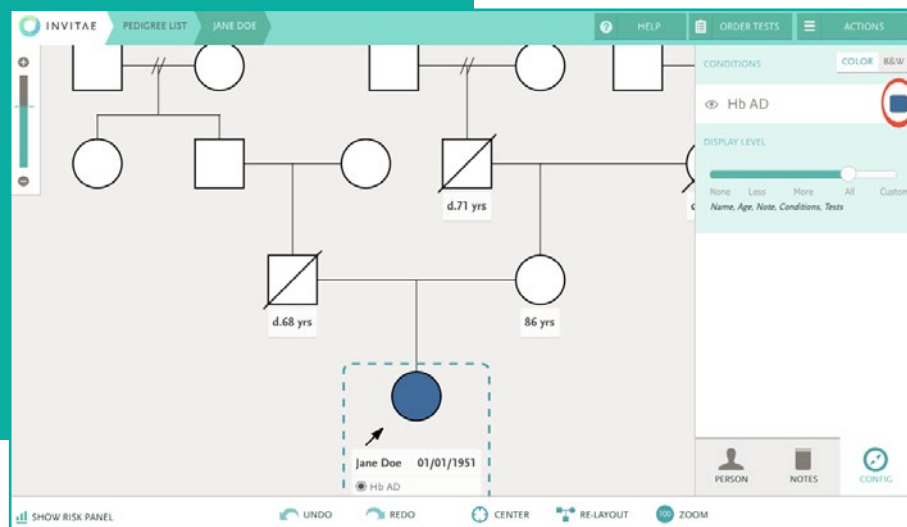 INVITAE
PEDIGREE LIST
JANE DOE
HELP
ORDER TESTS
ACTIONS
CONDITIONS
COLOR
B&W
Hb AD
DISPLAY LEVEL
None Less More All Custom
Name, Age, Note, Conditions, Tests
d.71 yrs
d.68 yrs
86 yrs
Jane Doe 01/01/1951
Hb AD
PERSON
NOTES
CONFIG
SHOW RISK PANEL
UNDO
REDO
CENTER
RE-LAYOUT
100
ZOOM